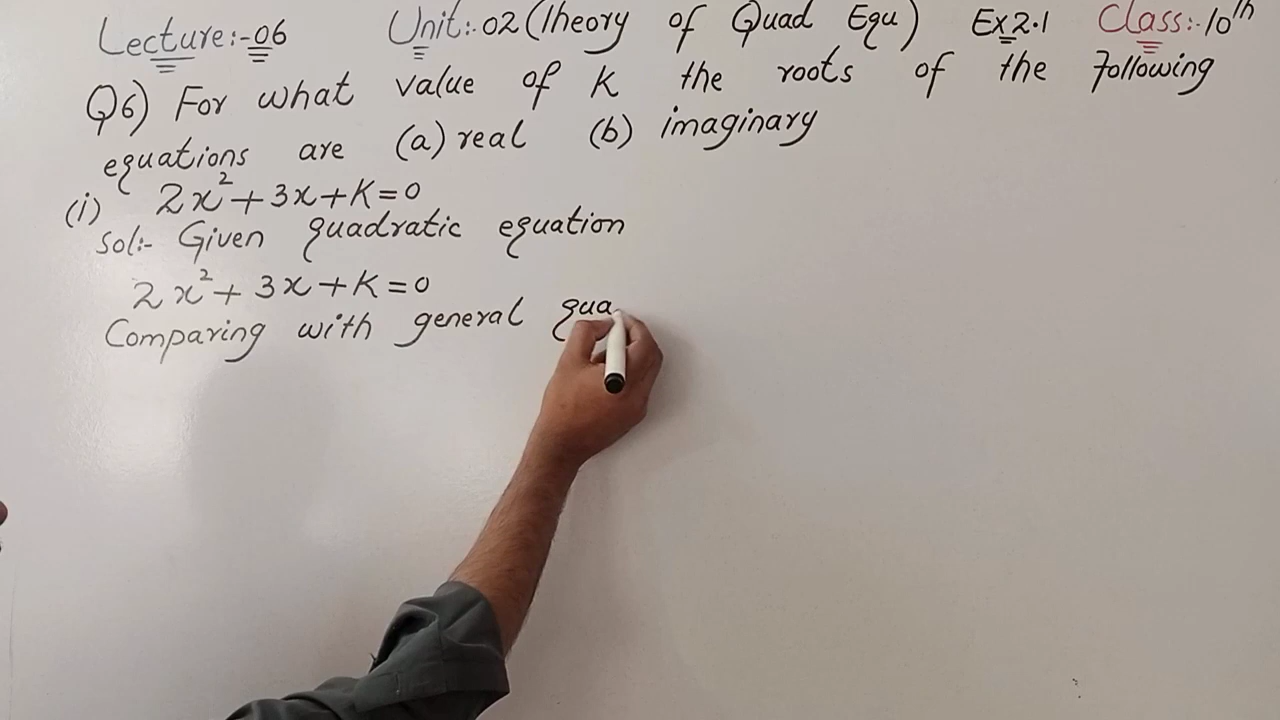 Lecture:-06 Unit:-02 (Theory of Quad Equ) Ex2.1 Class:-10th
Q6) For what value of K the roots of the following
equations are (a) real (b) imaginary
(i) 2x²+3x+K=0
Sol:- Given quadratic equation
2x²+3x+K=0
Comparing with general qua